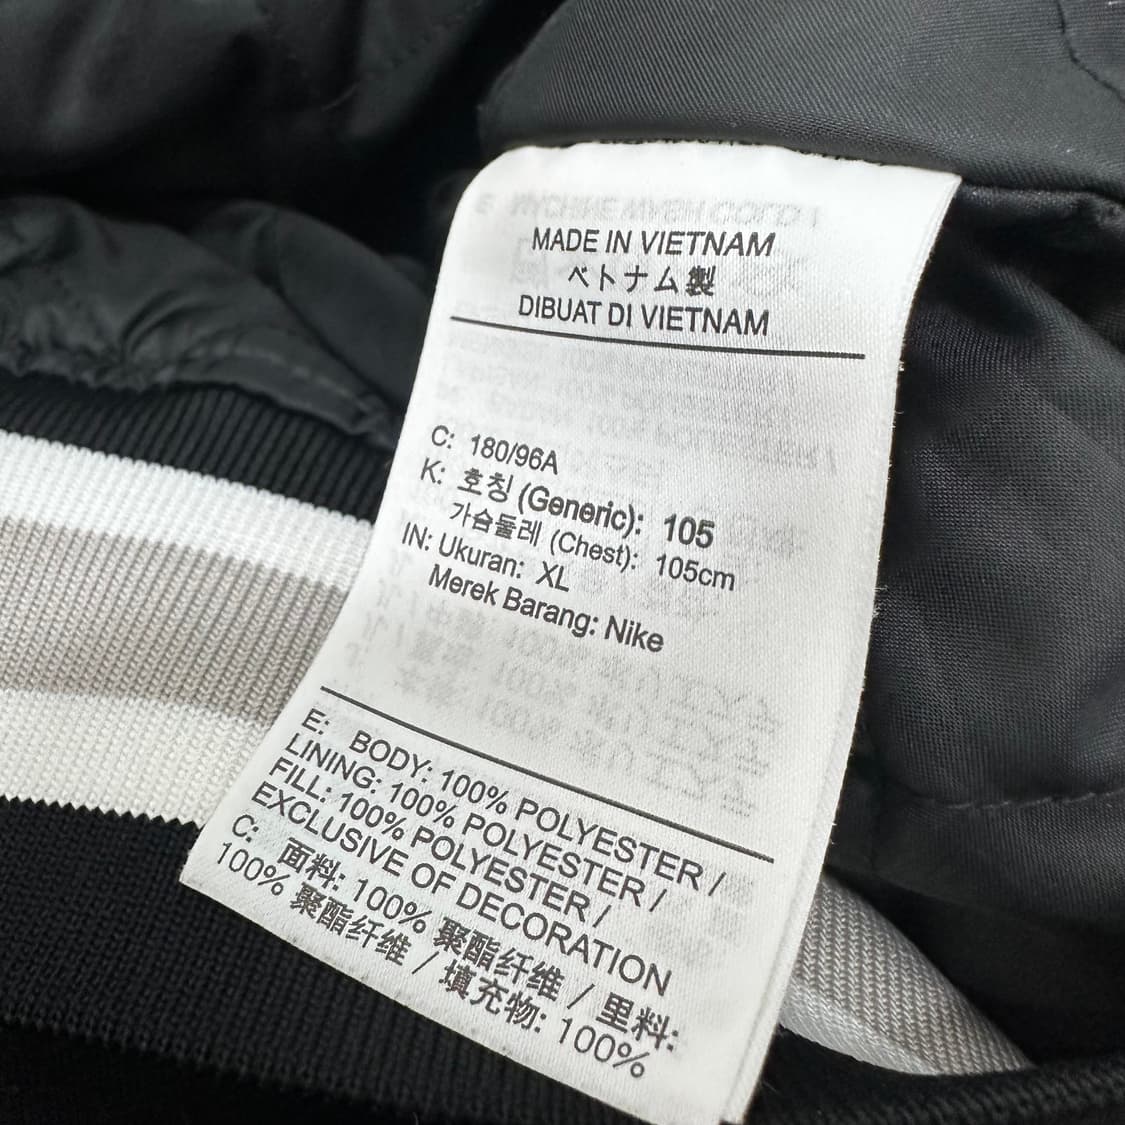 MADE IN VIETNAM
ベトナム製
DIBUAT DI VIETNAM
C: 180/96A
K: 호칭 (Generic): 105
가슴둘레 (Chest): 105cm
IN: Ukuran: XL
Merek Barang: Nike
E: BODY: 100% POLYESTER /
LINING: 100% POLYESTER /
FILL: 100% POLYESTER /
EXCLUSIVE OF DECORATION
C: 面料: 100% 聚酯纤维 / 里料:
100% 聚酯纤维 / 填充物: 100%